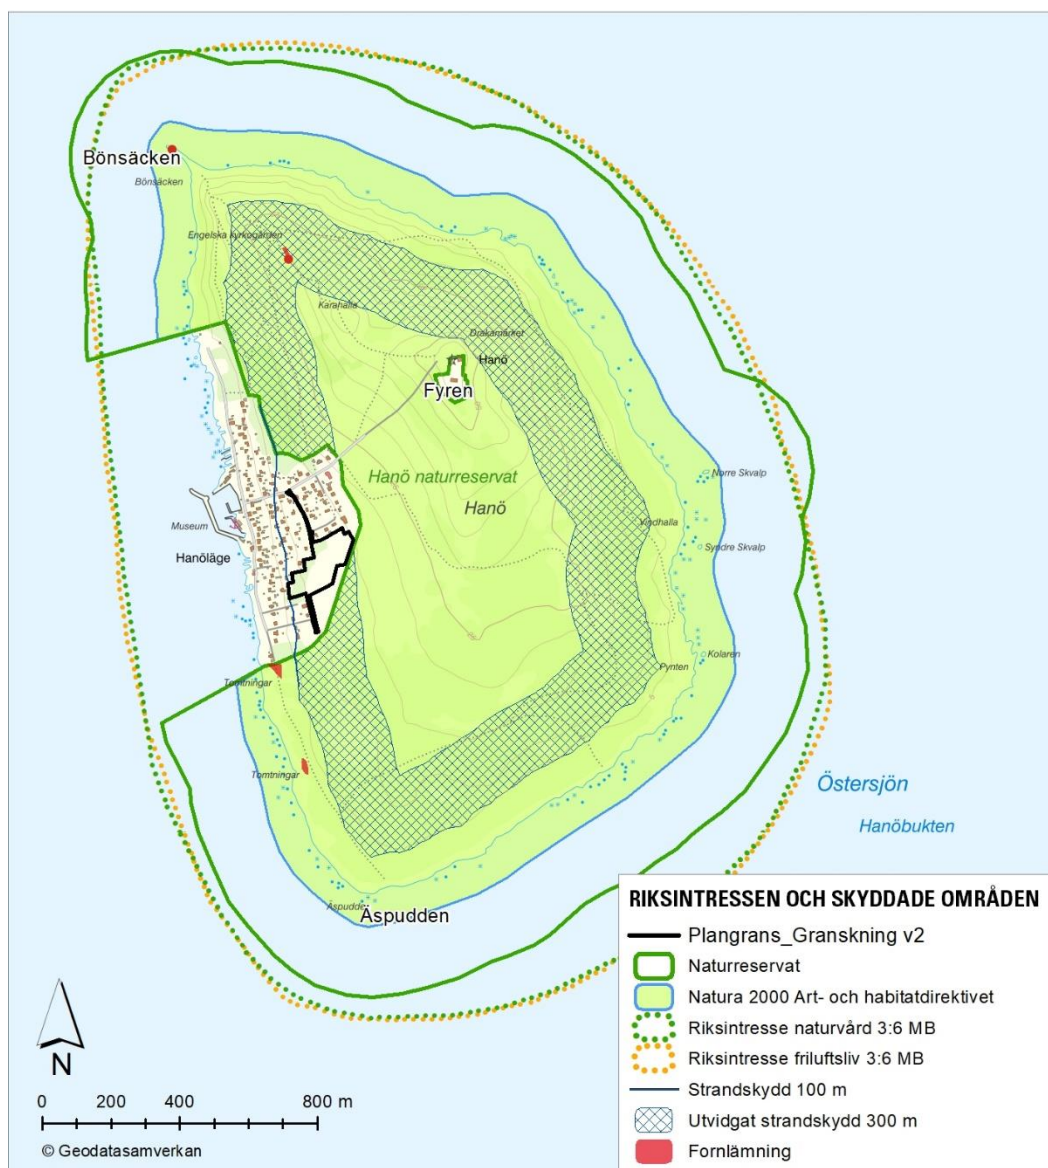 Bönsäcken
Bönsäcken
Engelska kyrkogården
Karahalla
Drakamärket
Hanö
Fyren
Hanö naturreservat
Hanö
Norre Skvalp
Vindhalla
Museum
Syndre Skvalp
Hanöläge
Kolaren
Pynten
Tomtningar
Tomtningar
Östersjön
Hanöbukten
Äspudden
Äspudden
RIKSINTRESSEN OCH SKYDDADE OMRÅDEN
Plangrans_Granskning v2
Naturreservat
Natura 2000 Art- och habitatdirektivet
Riksintresse naturvård 3:6 MB
Riksintresse friluftsliv 3:6 MB
Strandskydd 100 m
Utvidgat strandskydd 300 m
Fornlämning
N
0 200 400 800 m
© Geodatasamverkan